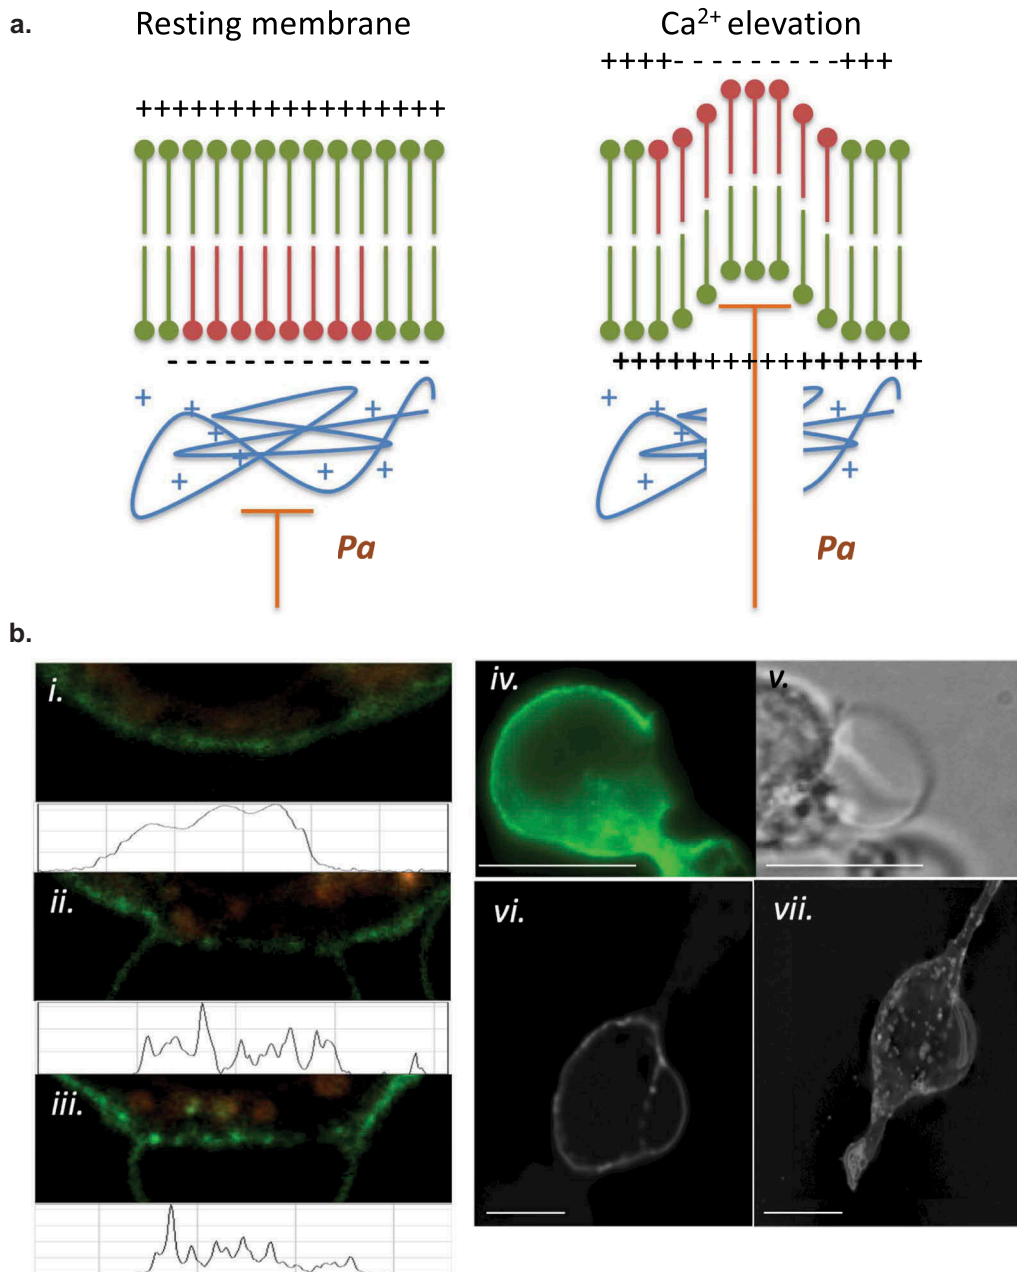 a.
Resting membrane
Ca²⁺ elevation
++++- - - - - - - - -+++
+++++++++++++++++
- - - - - - - - - - - - - -
+++++++++++++++++
+ + + + + + + +
+ + + + + +
Pa
Pa
b.
i.
ii.
iii.
iv.
v.
vi.
vii.